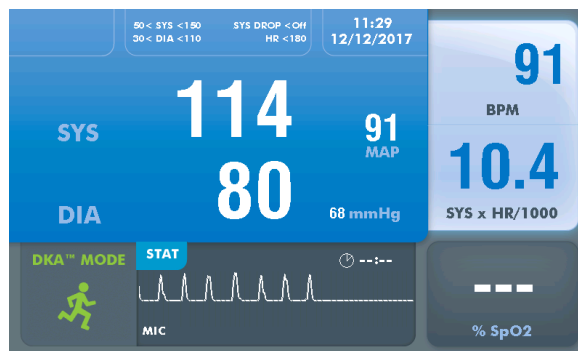 50< SYS <150 SYS DROP <Off
30< DIA <110 HR <180
11:29
12/12/2017
SYS 114
91
MAP
DIA 80
68 mmHg
91
BPM
10.4
SYS x HR/1000
DKA™ MODE
STAT
--:--
MIC
---
% SpO2